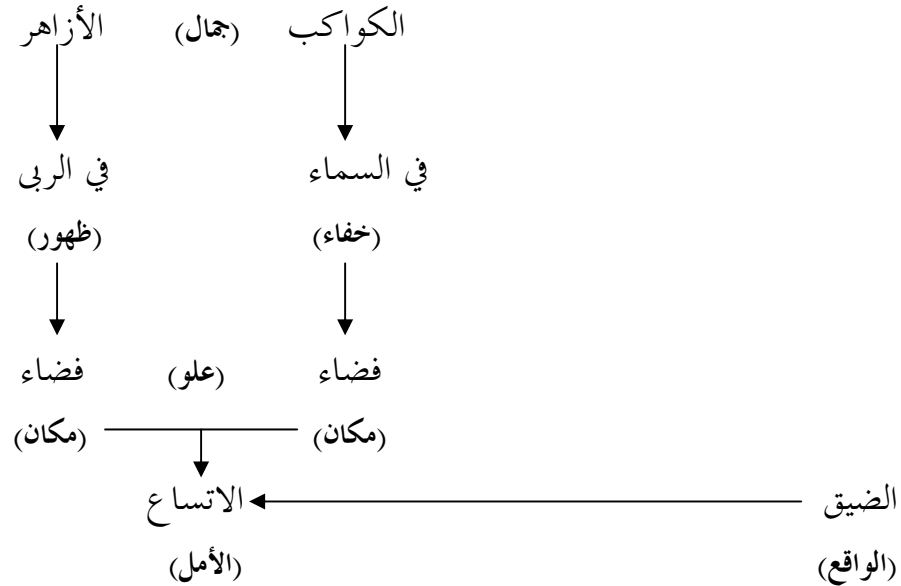 الكواكب (جمال) الأزاهر
في السماء في الربى
(خفاء) (ظهور)
فضاء (علو) فضاء
(مكان) (مكان)
الضيق الاتساع
(الواقع) (الأمل)